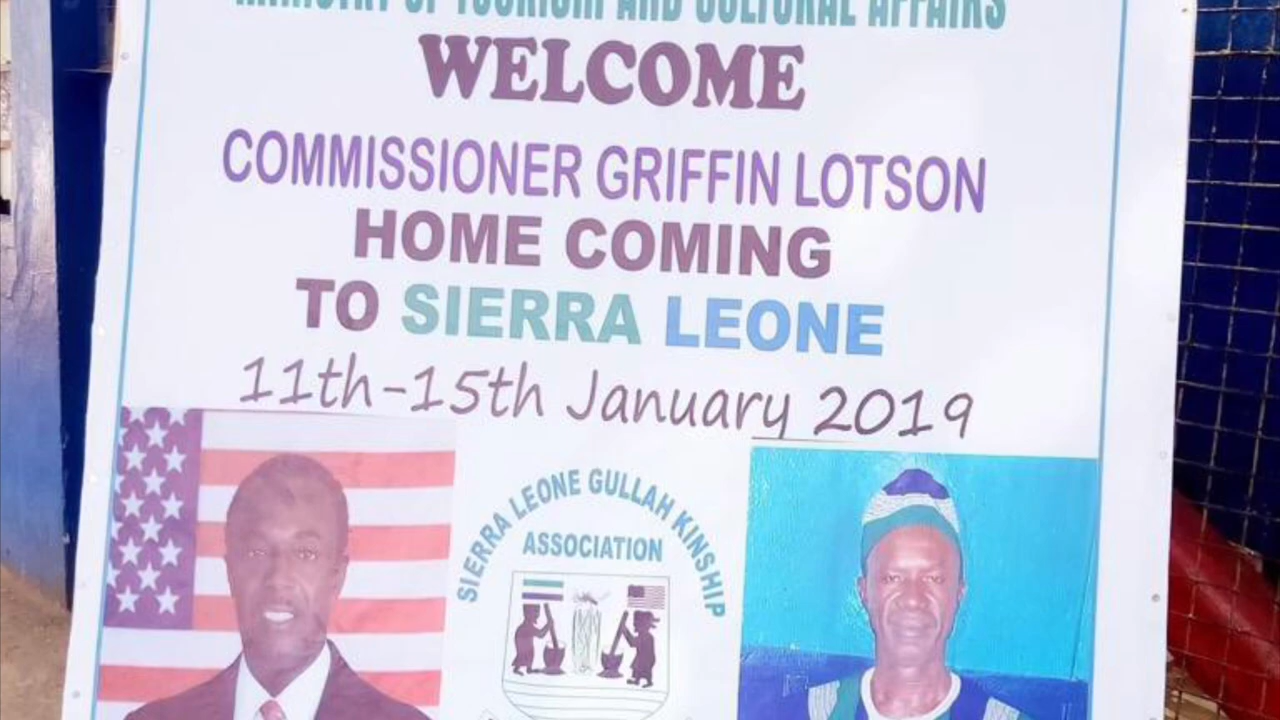 MINISTRY OF TOURISM AND CULTURAL AFFAIRS
WELCOME
COMMISSIONER GRIFFIN LOTSON
HOME COMING
TO SIERRA LEONE
11th-15th January 2019
SIERRA LEONE GULLAH KINSHIP
ASSOCIATION